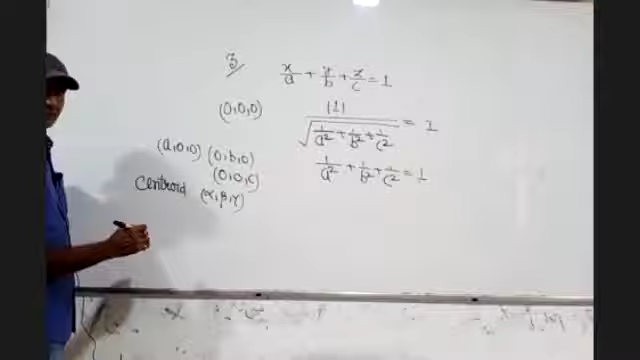 3/
x/a + y/b + z/c = 1
(0,0,0)
|1| / √(1/a² + 1/b² + 1/c²) = 1
(a,0,0) (0,b,0)
(0,0,c)
1/a² + 1/b² + 1/c² = 1
Centroid (α,β,γ)